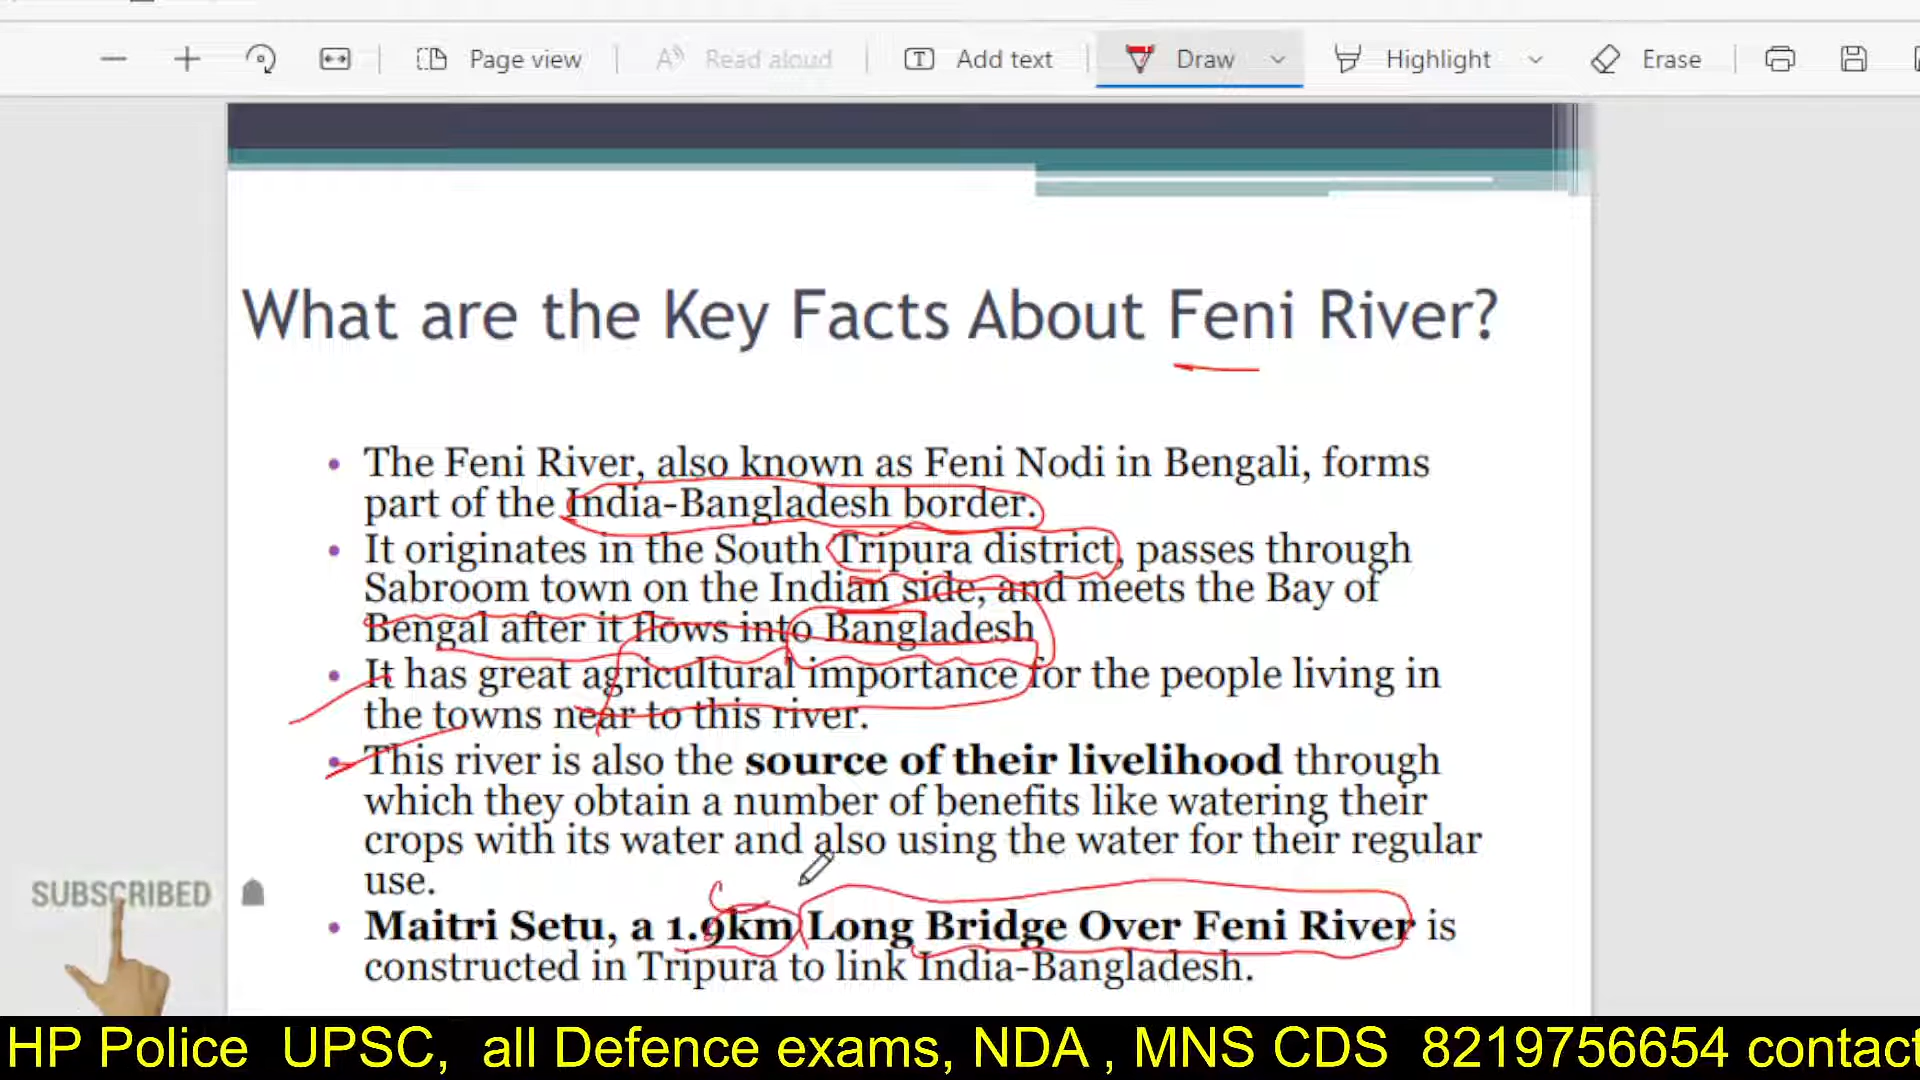 Page view
Read aloud
Add text
Draw
Highlight
Erase
What are the Key Facts About Feni River?
• The Feni River, also known as Feni Nodi in Bengali, forms
part of the India-Bangladesh border.
• It originates in the South Tripura district, passes through
Sabroom town on the Indian side, and meets the Bay of
Bengal after it flows into Bangladesh
• It has great agricultural importance for the people living in
the towns near to this river.
• This river is also the source of their livelihood through
which they obtain a number of benefits like watering their
crops with its water and also using the water for their regular
use.
• Maitri Setu, a 1.9km Long Bridge Over Feni River is
constructed in Tripura to link India-Bangladesh.
SUBSCRIBED
HP Police UPSC, all Defence exams, NDA , MNS CDS 8219756654 contact